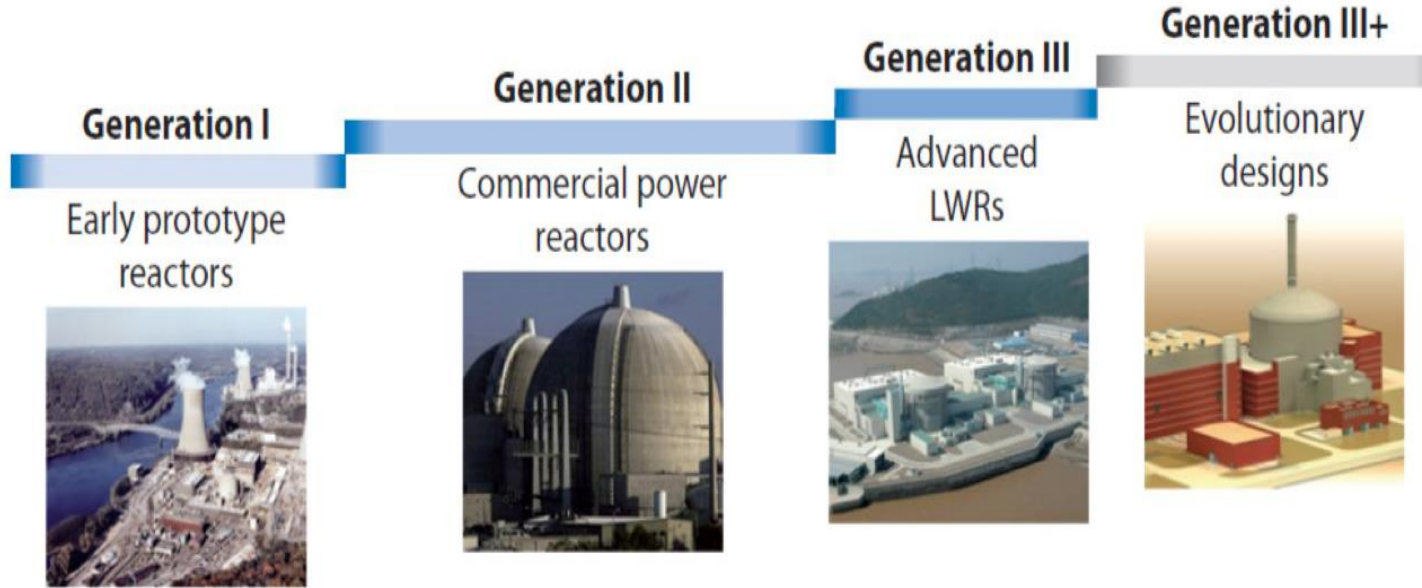 Generation I
Early prototype
reactors
Generation II
Commercial power
reactors
Generation III
Advanced
LWRs
Generation III+
Evolutionary
designs